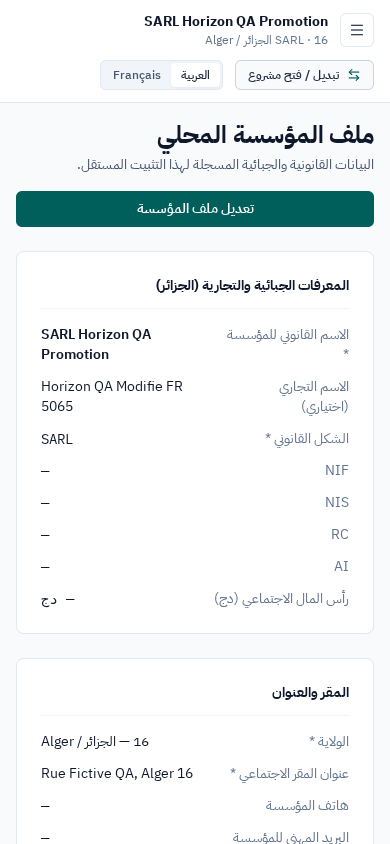 SARL Horizon QA Promotion
SARL · 16 الجزائر / Alger
تبديل / فتح مشروع
العربية
Français
ملف المؤسسة المحلي
البيانات القانونية والجبائية المسجلة لهذا التثبيت المستقل.
تعديل ملف المؤسسة
المعرفات الجبائية والتجارية (الجزائر)
الاسم القانوني للمؤسسة *
SARL Horizon QA Promotion
الاسم التجاري (اختياري)
Horizon QA Modifie FR 5065
الشكل القانوني *
SARL
NIF
—
NIS
—
RC
—
AI
—
رأس المال الاجتماعي (دج)
— دج
المقر والعنوان
الولاية *
16 — الجزائر / Alger
عنوان المقر الاجتماعي *
Rue Fictive QA, Alger 16
هاتف المؤسسة
—
البريد المهني للمؤسسة
—